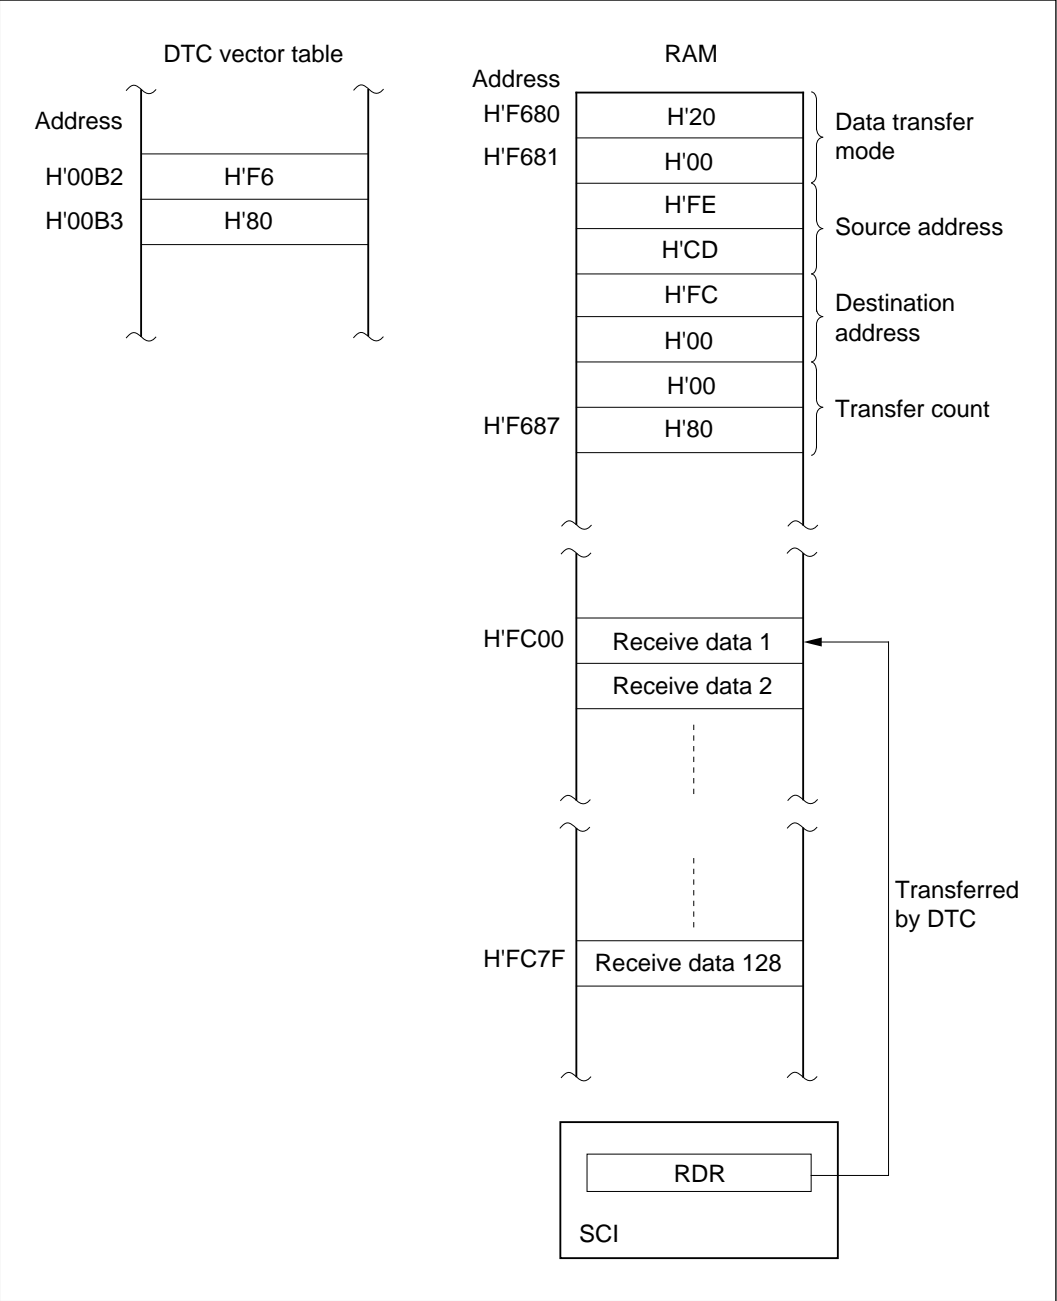 DTC vector table
Address
H'00B2 H'F6
H'00B3 H'80
RAM
Address
H'F680 H'20
H'F681 H'00
Data transfer
mode
H'FE
H'CD
Source address
H'FC
H'00
Destination
address
H'00
H'F687 H'80
Transfer count
H'FC00 Receive data 1
Receive data 2
H'FC7F Receive data 128
Transferred
by DTC
RDR
SCI